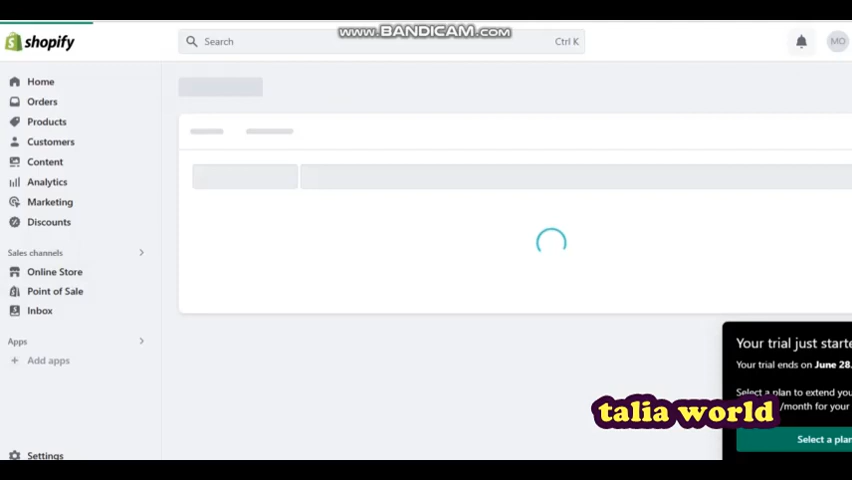 www.BANDICAM.com
shopify
Search
Ctrl K
MO
Home
Orders
Products
Customers
Content
Analytics
Marketing
Discounts
Sales channels
Online Store
Point of Sale
Inbox
Apps
Add apps
Settings
Your trial just starte
Your trial ends on June 28.
Select a plan to extend you
/month for your
talia world
Select a plan